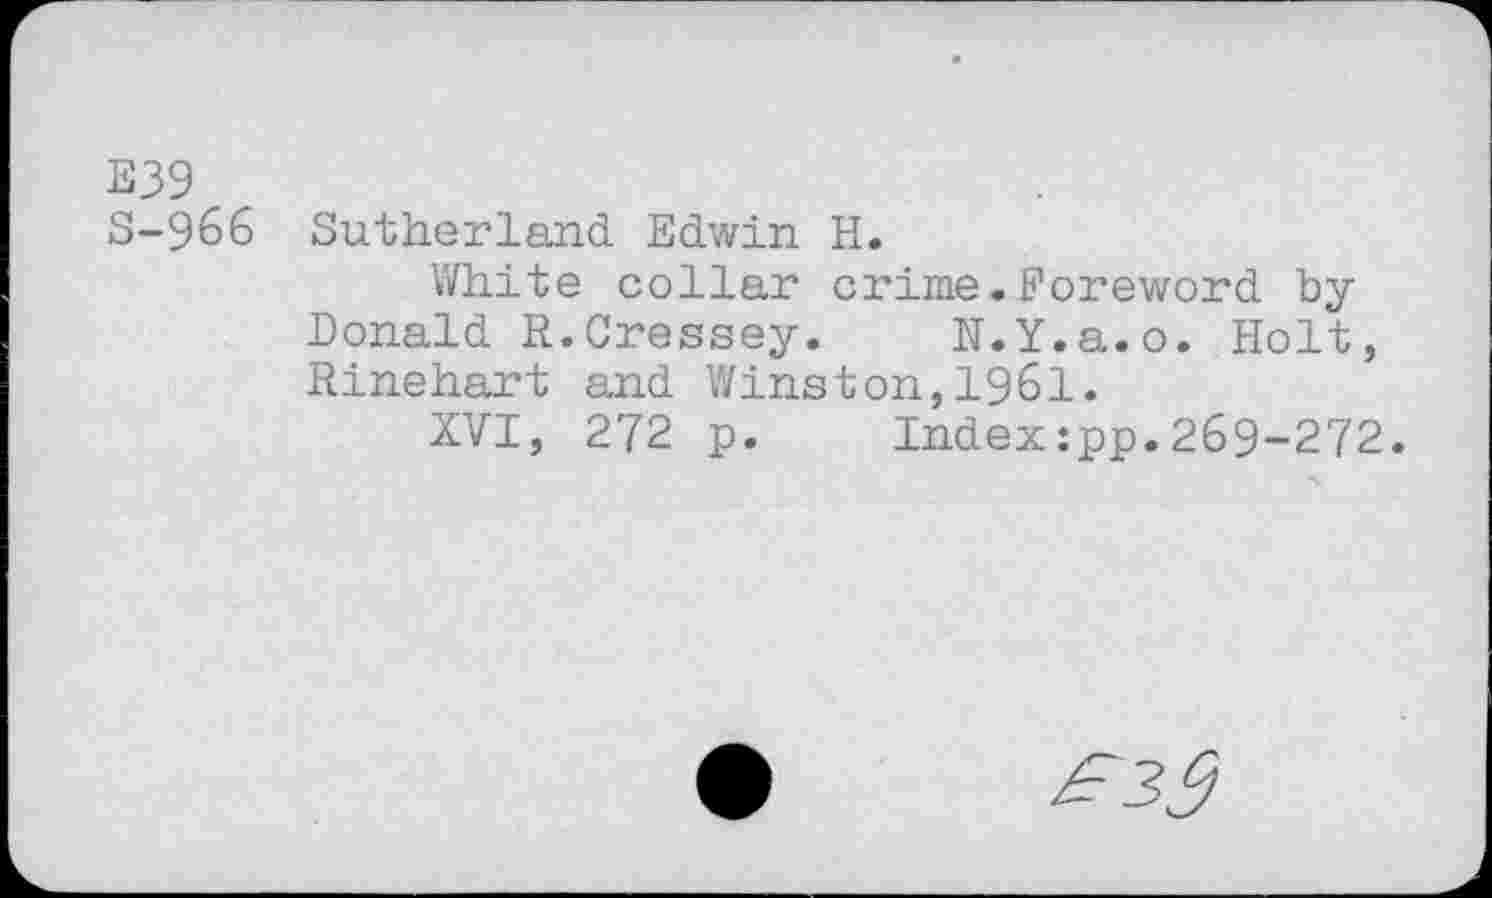 E39
S-966 Sutherland Edwin H.
White collar crime.Foreword by
Donald R.Cressey. N.Y.a.o. Holt,
Rinehart and Winston,1961.
XVI, 272 p. Index:pp.269-272.
E39